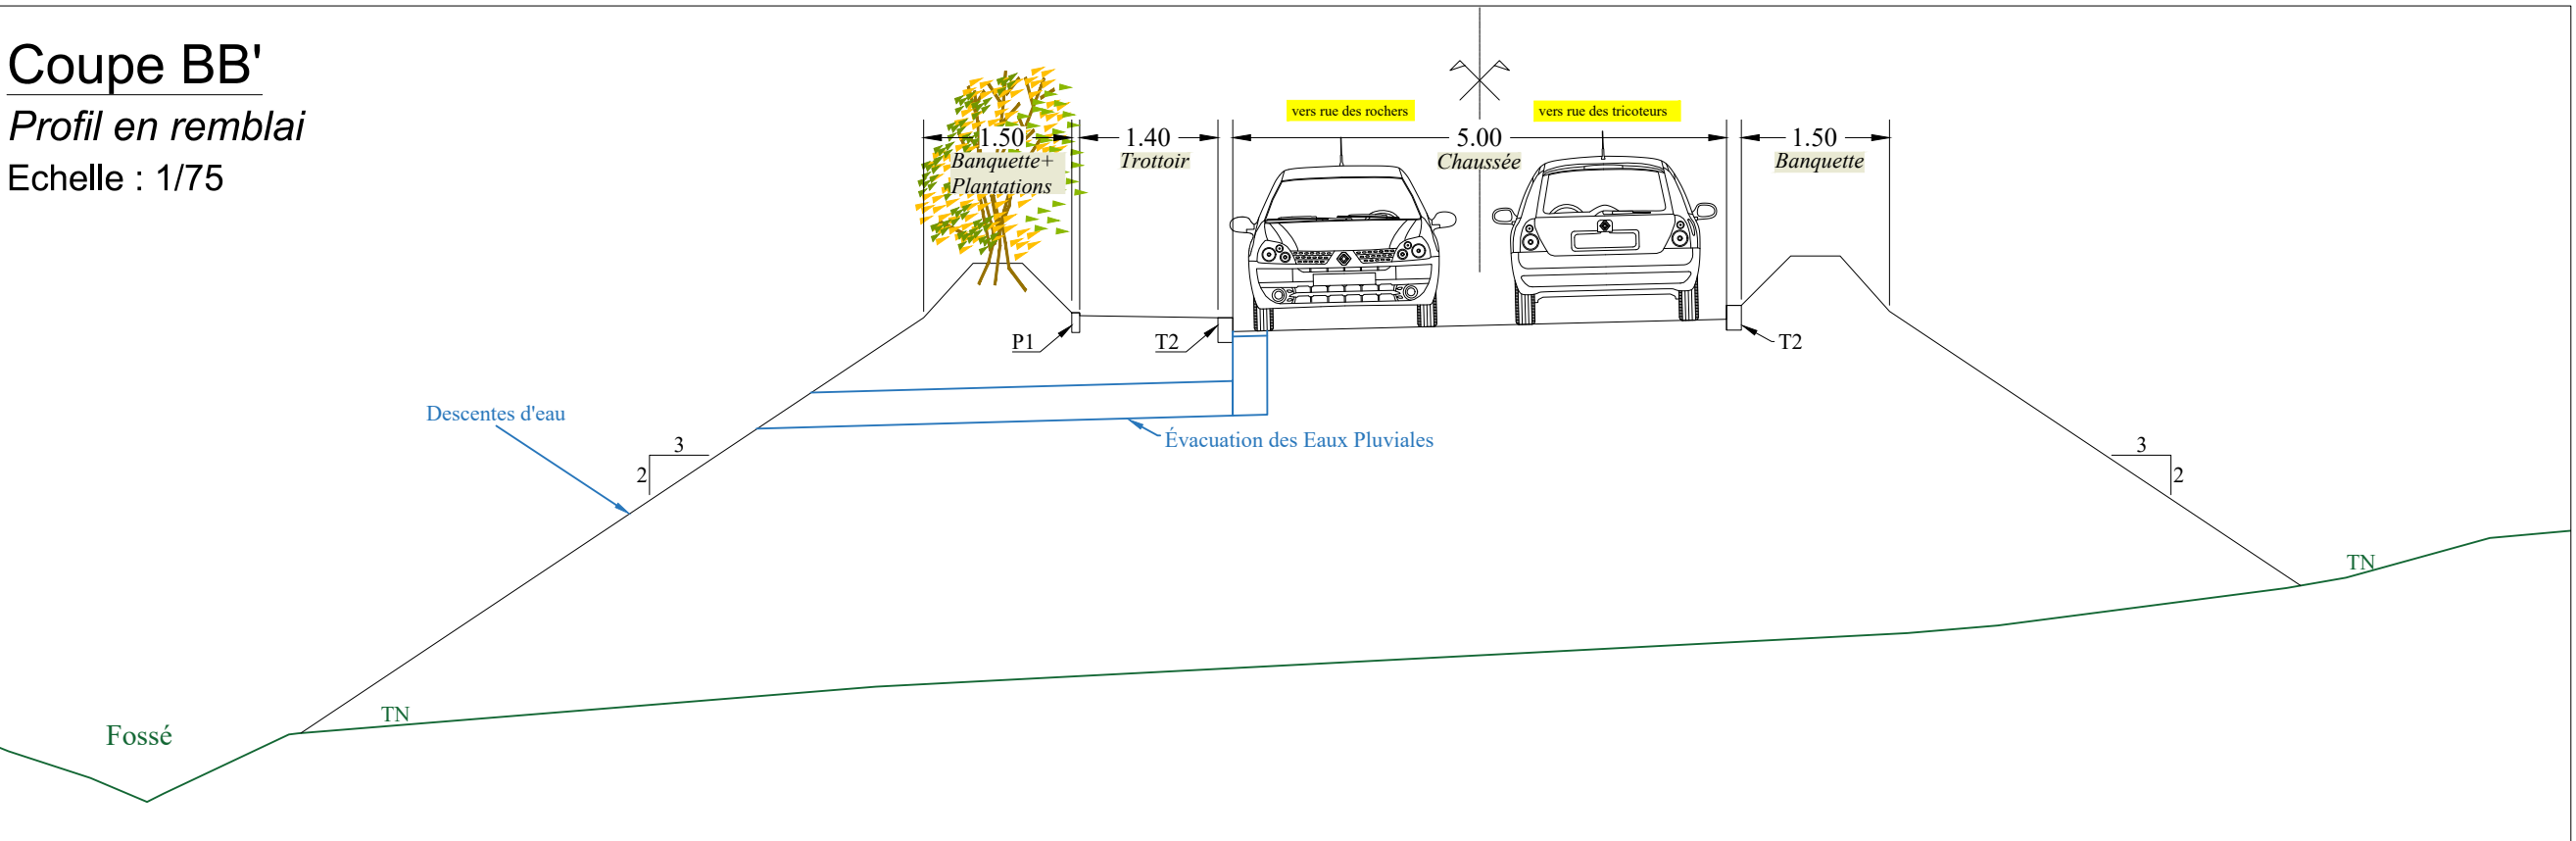 Coupe BB'
Profil en remblai
Echelle : 1/75
vers rue des rochers
vers rue des tricoteurs
1.50
Banquette+
Plantations
1.40
Trottoir
5.00
Chaussée
1.50
Banquette
P1
T2
T2
Descentes d'eau
Évacuation des Eaux Pluviales
3
2
3
2
TN
TN
Fossé